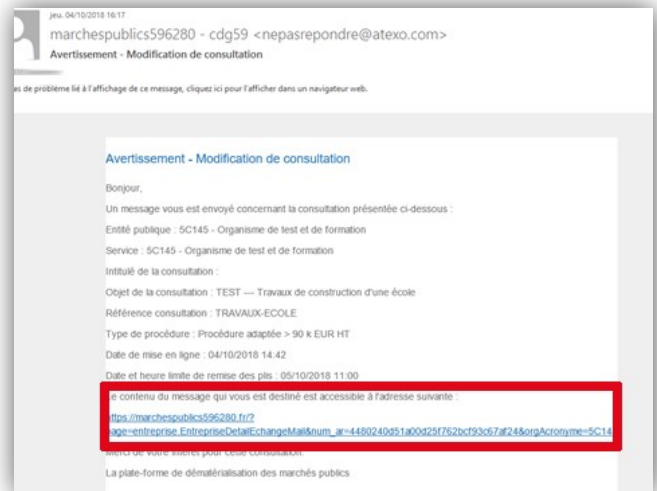 jeu. 04/10/2018 16:17
marchespublics596280 - cdg59 <nepasrepondre@atexo.com>
Avertissement - Modification de consultation
de problème lié à l'affichage de ce message, cliquez ici pour l'afficher dans un navigateur web.
Avertissement - Modification de consultation
Bonjour,
Un message vous est envoyé concernant la consultation présentée ci-dessous :
Entité publique : 5C145 - Organisme de test et de formation
Service : 5C145 - Organisme de test et de formation
Intitulé de la consultation :
Objet de la consultation : TEST --- Travaux de construction d'une école
Référence consultation : TRAVAUX-ECOLE
Type de procédure : Procédure adaptée > 90 k EUR HT
Date de mise en ligne : 04/10/2018 14:42
Date et heure limite de remise des plis : 05/10/2018 11:00
Le contenu du message qui vous est destiné est accessible à l'adresse suivante :
https://marchespublics596280.fr/?
page=entreprise.EntrepriseDetailEchangeMail&num_ar=4480240d51a00d25f762bcf93c67af24&orgAcronyme=5C14
Merci de votre intérêt pour cette consultation.
La plate-forme de dématérialisation des marchés publics